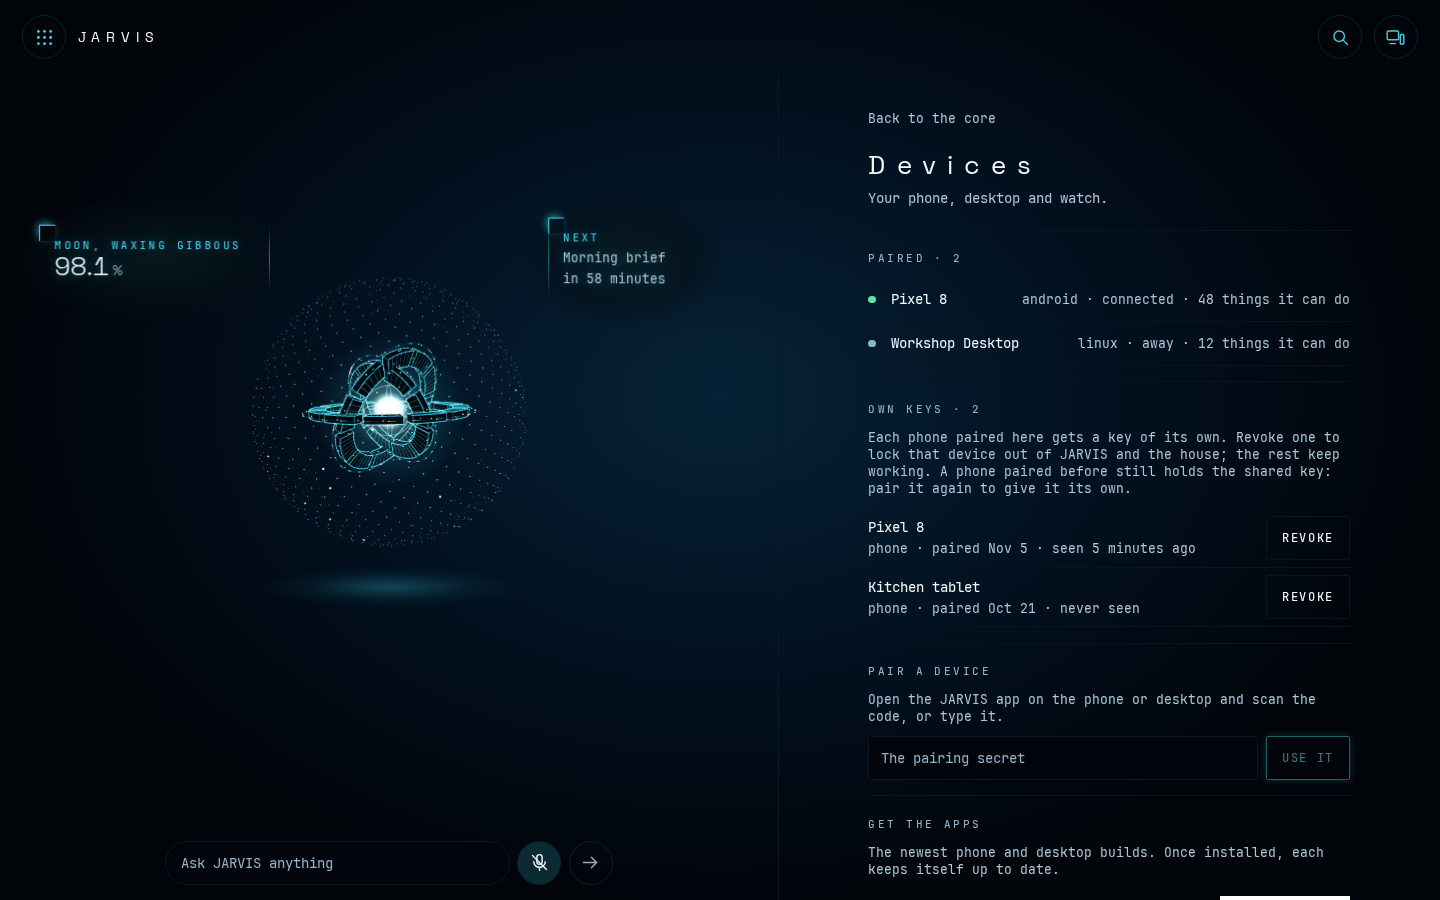 JARVIS
Back to the core
Devices
Your phone, desktop and watch.
MOON, WAXING GIBBOUS
98.1 %
NEXT
Morning brief
in 58 minutes
PAIRED · 2
Pixel 8 android · connected · 48 things it can do
Workshop Desktop linux · away · 12 things it can do
OWN KEYS · 2
Each phone paired here gets a key of its own. Revoke one to
lock that device out of JARVIS and the house; the rest keep
working. A phone paired before still holds the shared key:
pair it again to give it its own.
Pixel 8
phone · paired Nov 5 · seen 5 minutes ago
REVOKE
Kitchen tablet
phone · paired Oct 21 · never seen
REVOKE
PAIR A DEVICE
Open the JARVIS app on the phone or desktop and scan the
code, or type it.
The pairing secret
USE IT
GET THE APPS
The newest phone and desktop builds. Once installed, each
keeps itself up to date.
Ask JARVIS anything